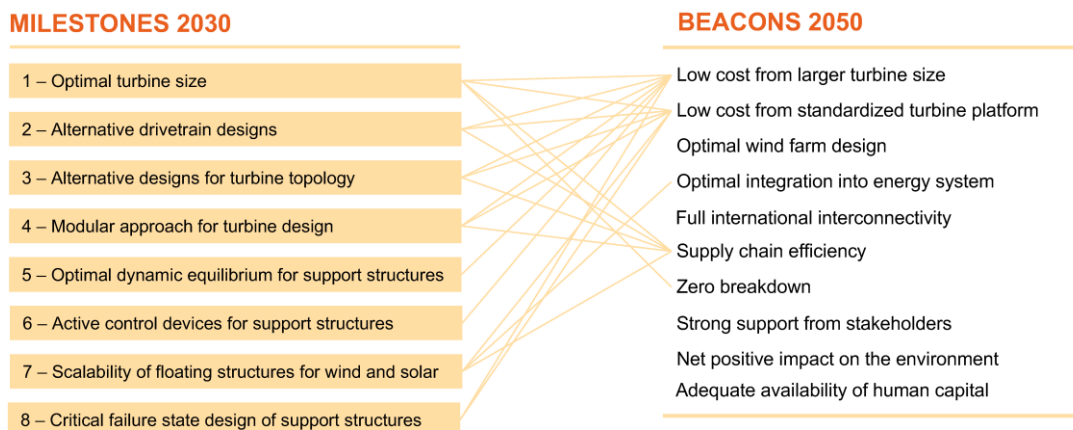 MILESTONES 2030
1 – Optimal turbine size
2 – Alternative drivetrain designs
3 – Alternative designs for turbine topology
4 – Modular approach for turbine design
5 – Optimal dynamic equilibrium for support structures
6 – Active control devices for support structures
7 – Scalability of floating structures for wind and solar
8 – Critical failure state design of support structures
BEACONS 2050
Low cost from larger turbine size
Low cost from standardized turbine platform
Optimal wind farm design
Optimal integration into energy system
Full international interconnectivity
Supply chain efficiency
Zero breakdown
Strong support from stakeholders
Net positive impact on the environment
Adequate availability of human capital